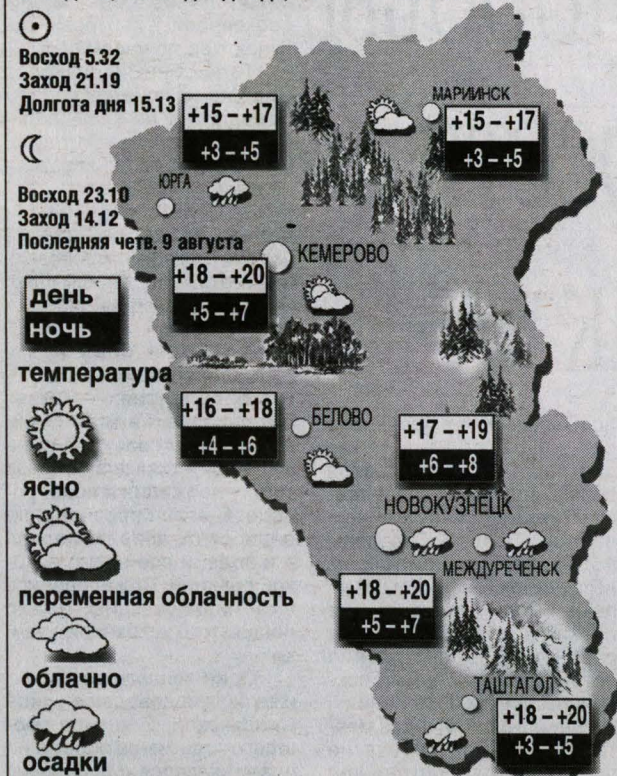 Восход 5.32
Заход 21.19
Долгота дня 15.13
Восход 23.10
Заход 14.12
Последняя четв. 9 августа
день
ночь
температура
ясно
переменная облачность
облачно
осадки
+15 – +17
+3 – +5
ЮРГА
МАРИИНСК
+15 – +17
+3 – +5
КЕМЕРОВО
+18 – +20
+5 – +7
+16 – +18
+4 – +6
БЕЛОВО
+17 – +19
+6 – +8
НОВОКУЗНЕЦК
МЕЖДУРЕЧЕНСК
+18 – +20
+5 – +7
ТАШТАГОЛ
+18 – +20
+3 – +5